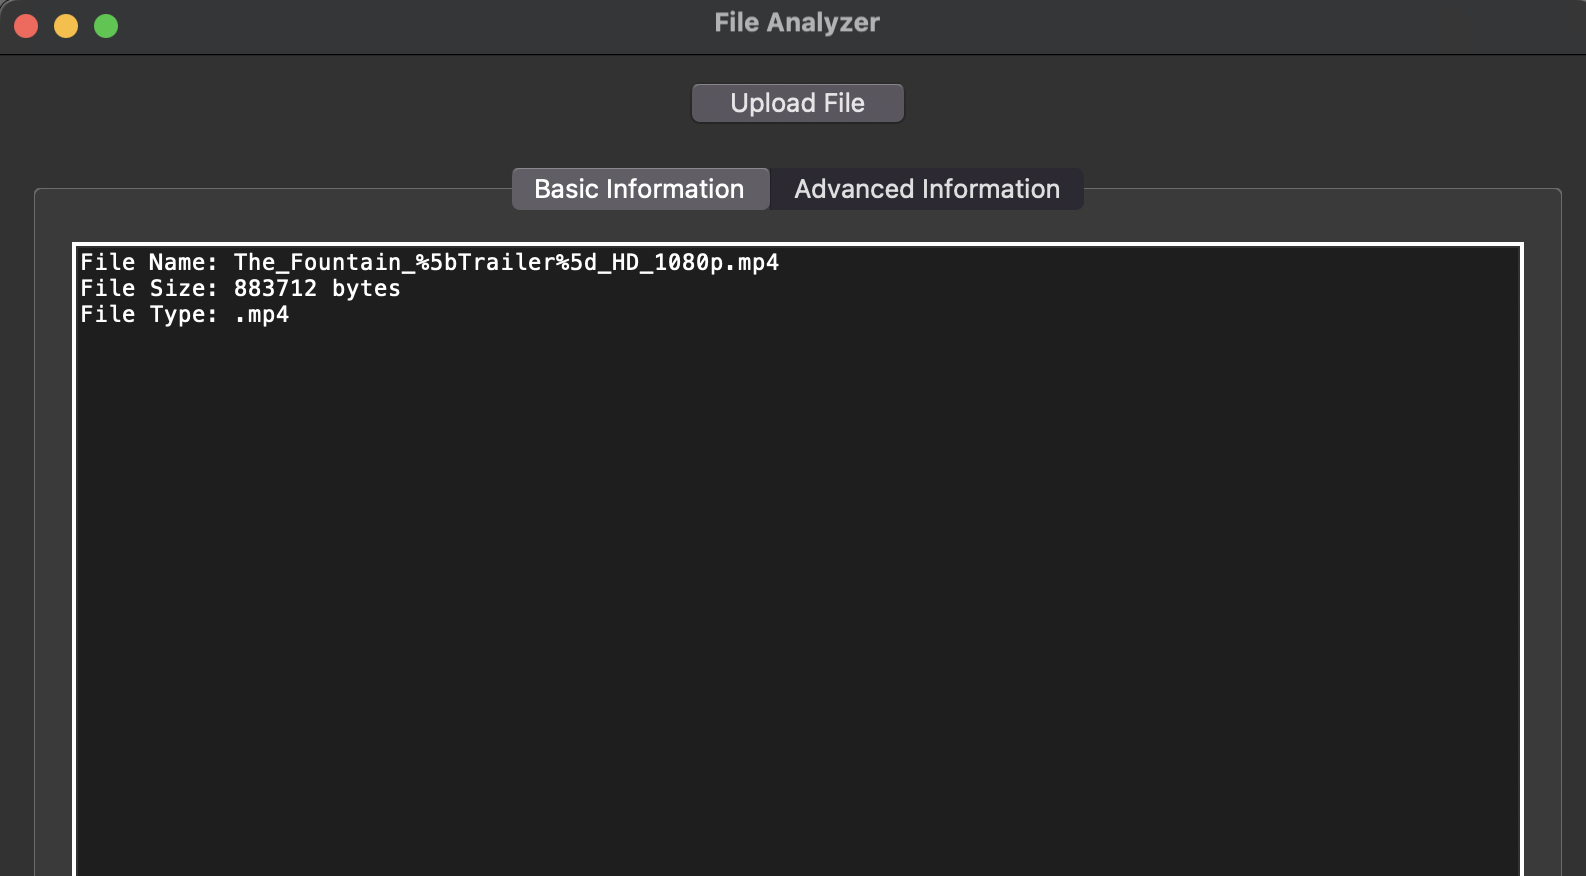 File Analyzer
Upload File
Basic Information
Advanced Information
File Name: The_Fountain_%5bTrailer%5d_HD_1080p.mp4
File Size: 883712 bytes
File Type: .mp4